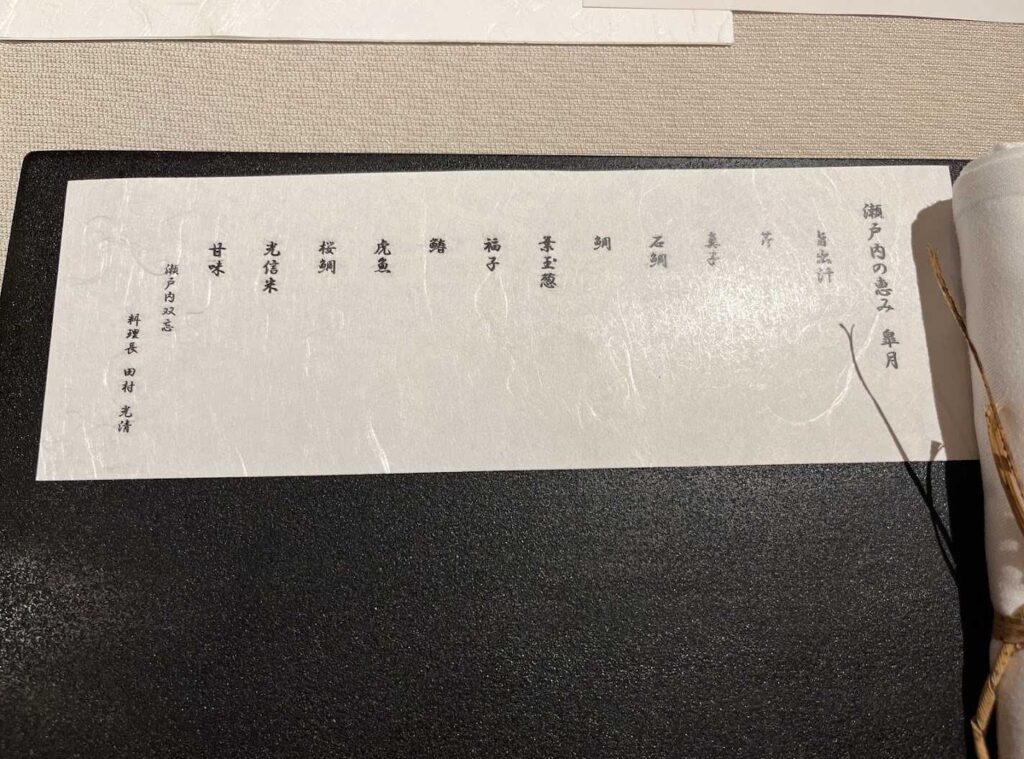 瀬戸内の恵み 皐月
旨出汁
芹
真子
石鯛
鯛
葉玉葱
福子
鰆
虎魚
桜鯛
光信米
甘味
瀬戸内双忘
料理長 田村 光清